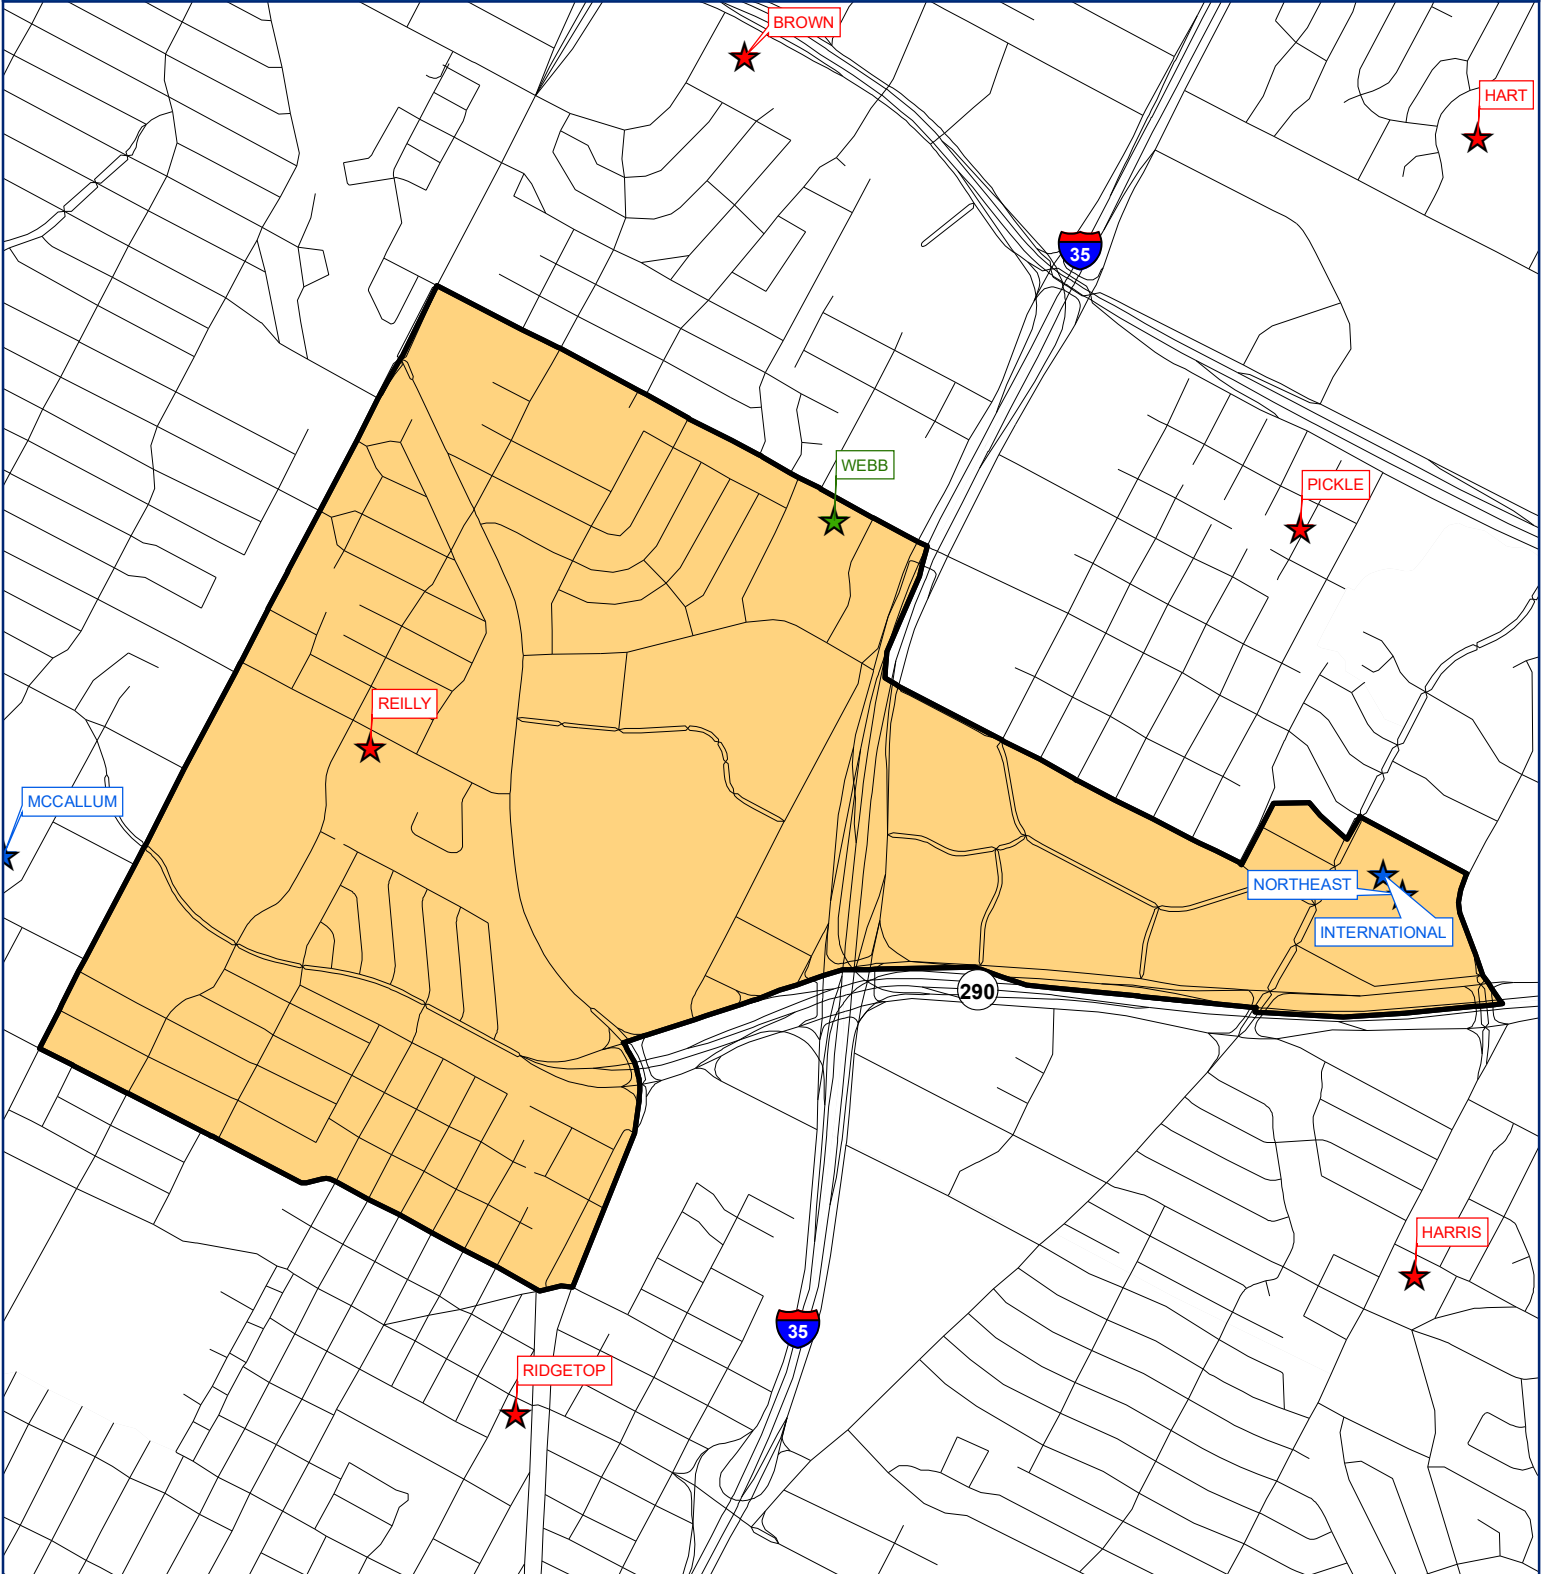 BROWN
HART
35
WEBB
PICKLE
REILLY
MCCALLUM
NORTHEAST
INTERNATIONAL
290
HARRIS
35
RIDGETOP